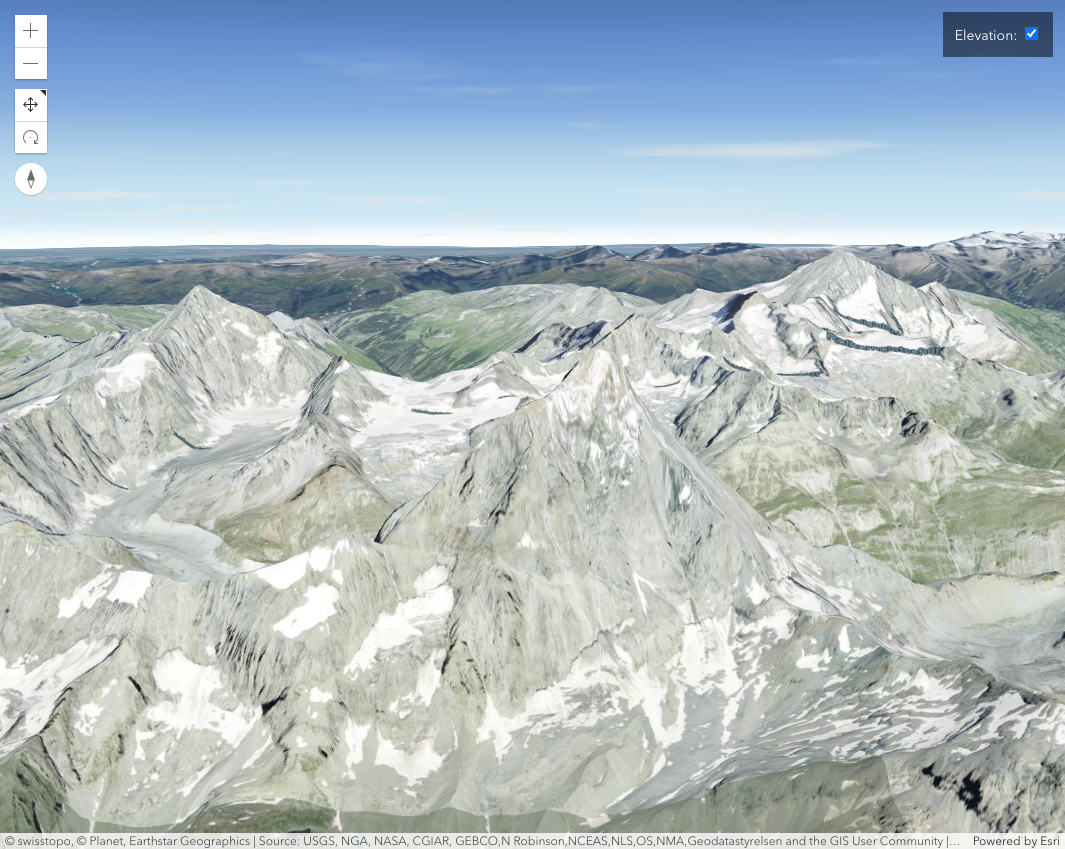 Elevation:
© swisstopo, © Planet, Earthstar Geographics | Source: USGS, NGA, NASA, CGIAR, GEBCO,N Robinson,NCEAS,NLS,OS,NMA,Geodatastyrelsen and the GIS User Community |... Powered by Esri